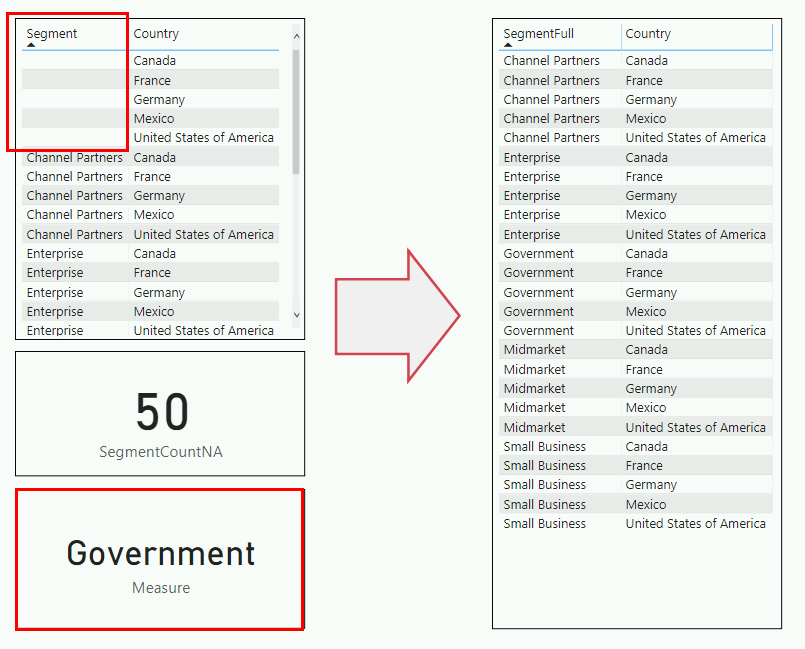 Segment Country
Canada
France
Germany
Mexico
United States of America
Channel Partners Canada
Channel Partners France
Channel Partners Germany
Channel Partners Mexico
Channel Partners United States of America
Enterprise Canada
Enterprise France
Enterprise Germany
Enterprise Mexico
Enterprise United States of America
50
SegmentCountNA
Government
Measure
SegmentFull Country
Channel Partners Canada
Channel Partners France
Channel Partners Germany
Channel Partners Mexico
Channel Partners United States of America
Enterprise Canada
Enterprise France
Enterprise Germany
Enterprise Mexico
Enterprise United States of America
Government Canada
Government France
Government Germany
Government Mexico
Government United States of America
Midmarket Canada
Midmarket France
Midmarket Germany
Midmarket Mexico
Midmarket United States of America
Small Business Canada
Small Business France
Small Business Germany
Small Business Mexico
Small Business United States of America